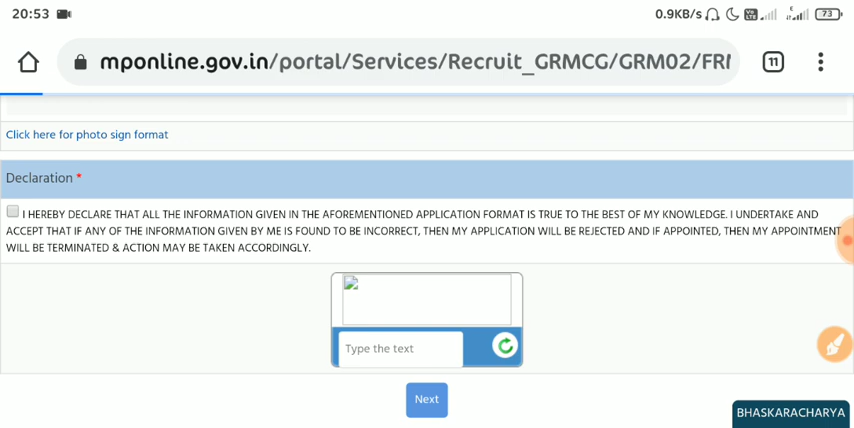 20:53
0.9KB/s
Vo
LTE
E
73
mponline.gov.in/portal/Services/Recruit_GRMCG/GRM02/FRM
11
Click here for photo sign format
Declaration *
I HEREBY DECLARE THAT ALL THE INFORMATION GIVEN IN THE AFOREMENTIONED APPLICATION FORMAT IS TRUE TO THE BEST OF MY KNOWLEDGE. I UNDERTAKE AND
ACCEPT THAT IF ANY OF THE INFORMATION GIVEN BY ME IS FOUND TO BE INCORRECT, THEN MY APPLICATION WILL BE REJECTED AND IF APPOINTED, THEN MY APPOINTMENT
WILL BE TERMINATED & ACTION MAY BE TAKEN ACCORDINGLY.
Type the text
Next
BHASKARACHARYA